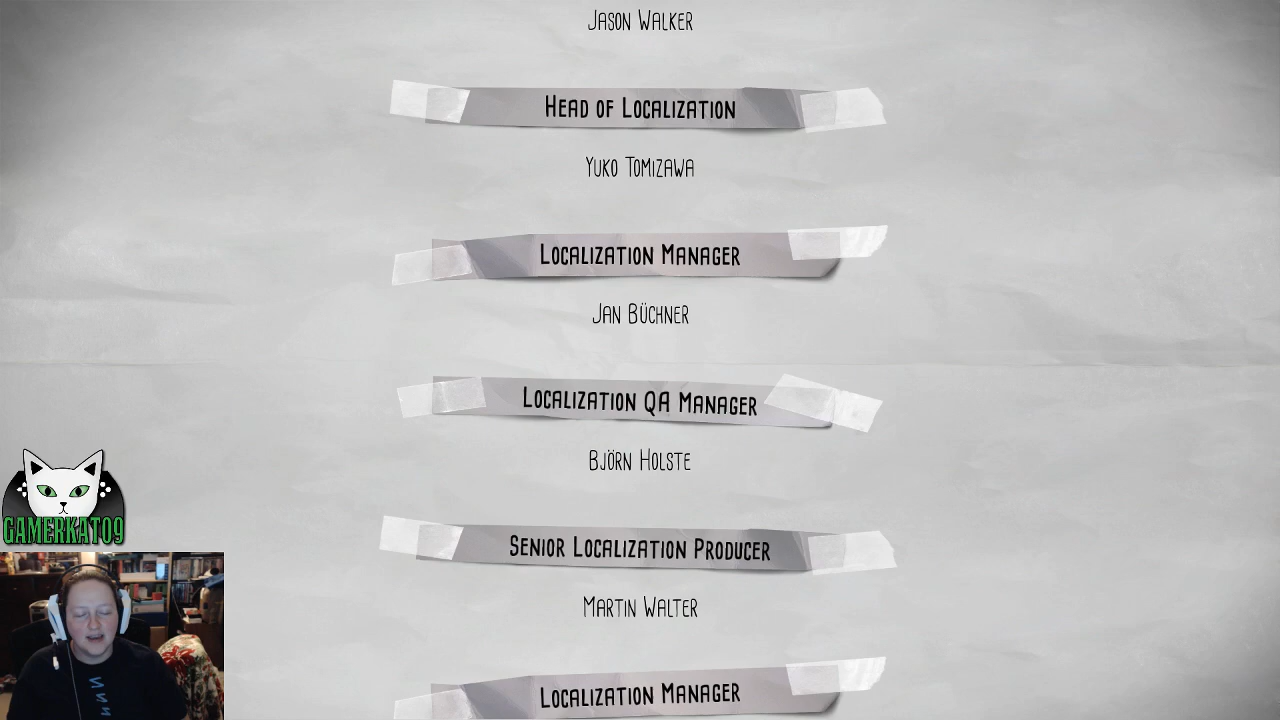 Jason Walker
Head of Localization
Yuko Tomizawa
Localization Manager
Jan Büchner
Localization QA Manager
Björn Holste
Senior Localization Producer
Martin Walter
Localization Manager
GAMERKAT09